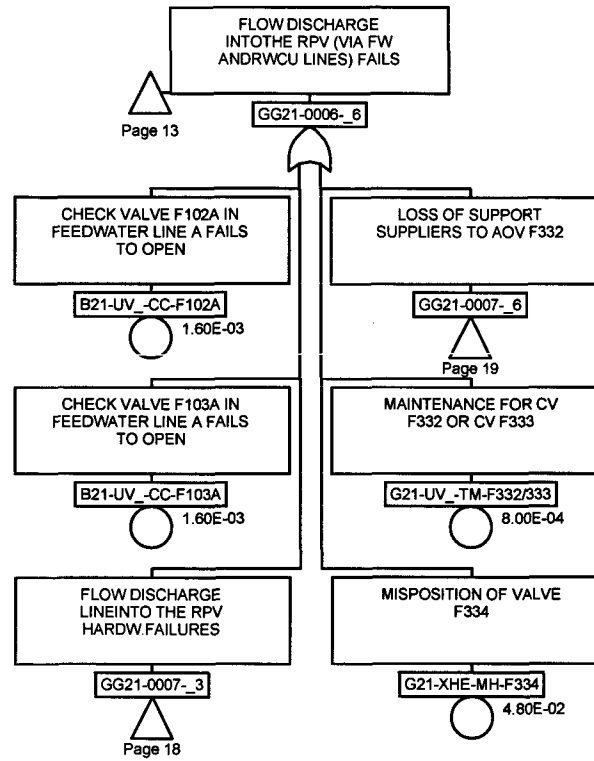 FLOW DISCHARGE
INTOTHE RPV (VIA FW
ANDRWCU LINES) FAILS
Page 13
GG21-0006-_6
CHECK VALVE F102A IN
FEEDWATER LINE A FAILS
TO OPEN
B21-UV_-CC-F102A
1.60E-03
LOSS OF SUPPORT
SUPPLIERS TO AOV F332
GG21-0007-_6
Page 19
CHECK VALVE F103A IN
FEEDWATER LINE A FAILS
TO OPEN
B21-UV_-CC-F103A
1.60E-03
MAINTENANCE FOR CV
F332 OR CV F333
G21-UV_-TM-F332/333
8.00E-04
FLOW DISCHARGE
LINEINTO THE RPV
HARDW.FAILURES
GG21-0007-_3
Page 18
MISPOSITION OF VALVE
F334
G21-XHE-MH-F334
4.80E-02